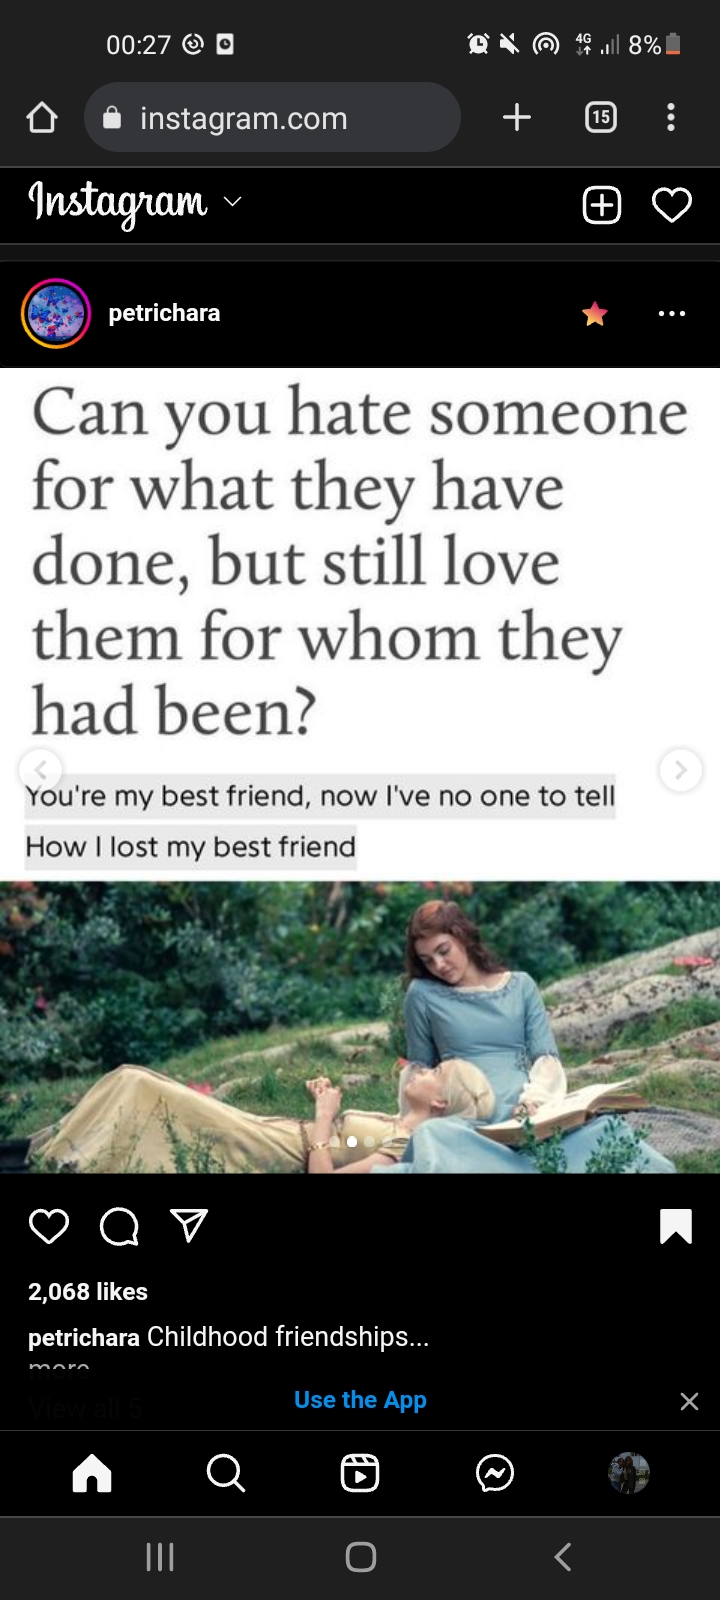 00:27 4G 8%
instagram.com 15
Instagram
petrichara
Can you hate someone
for what they have
done, but still love
them for whom they
had been?
You're my best friend, now I've no one to tell
How I lost my best friend
2,068 likes
petrichara Childhood friendships...
more
View all 5
Use the App